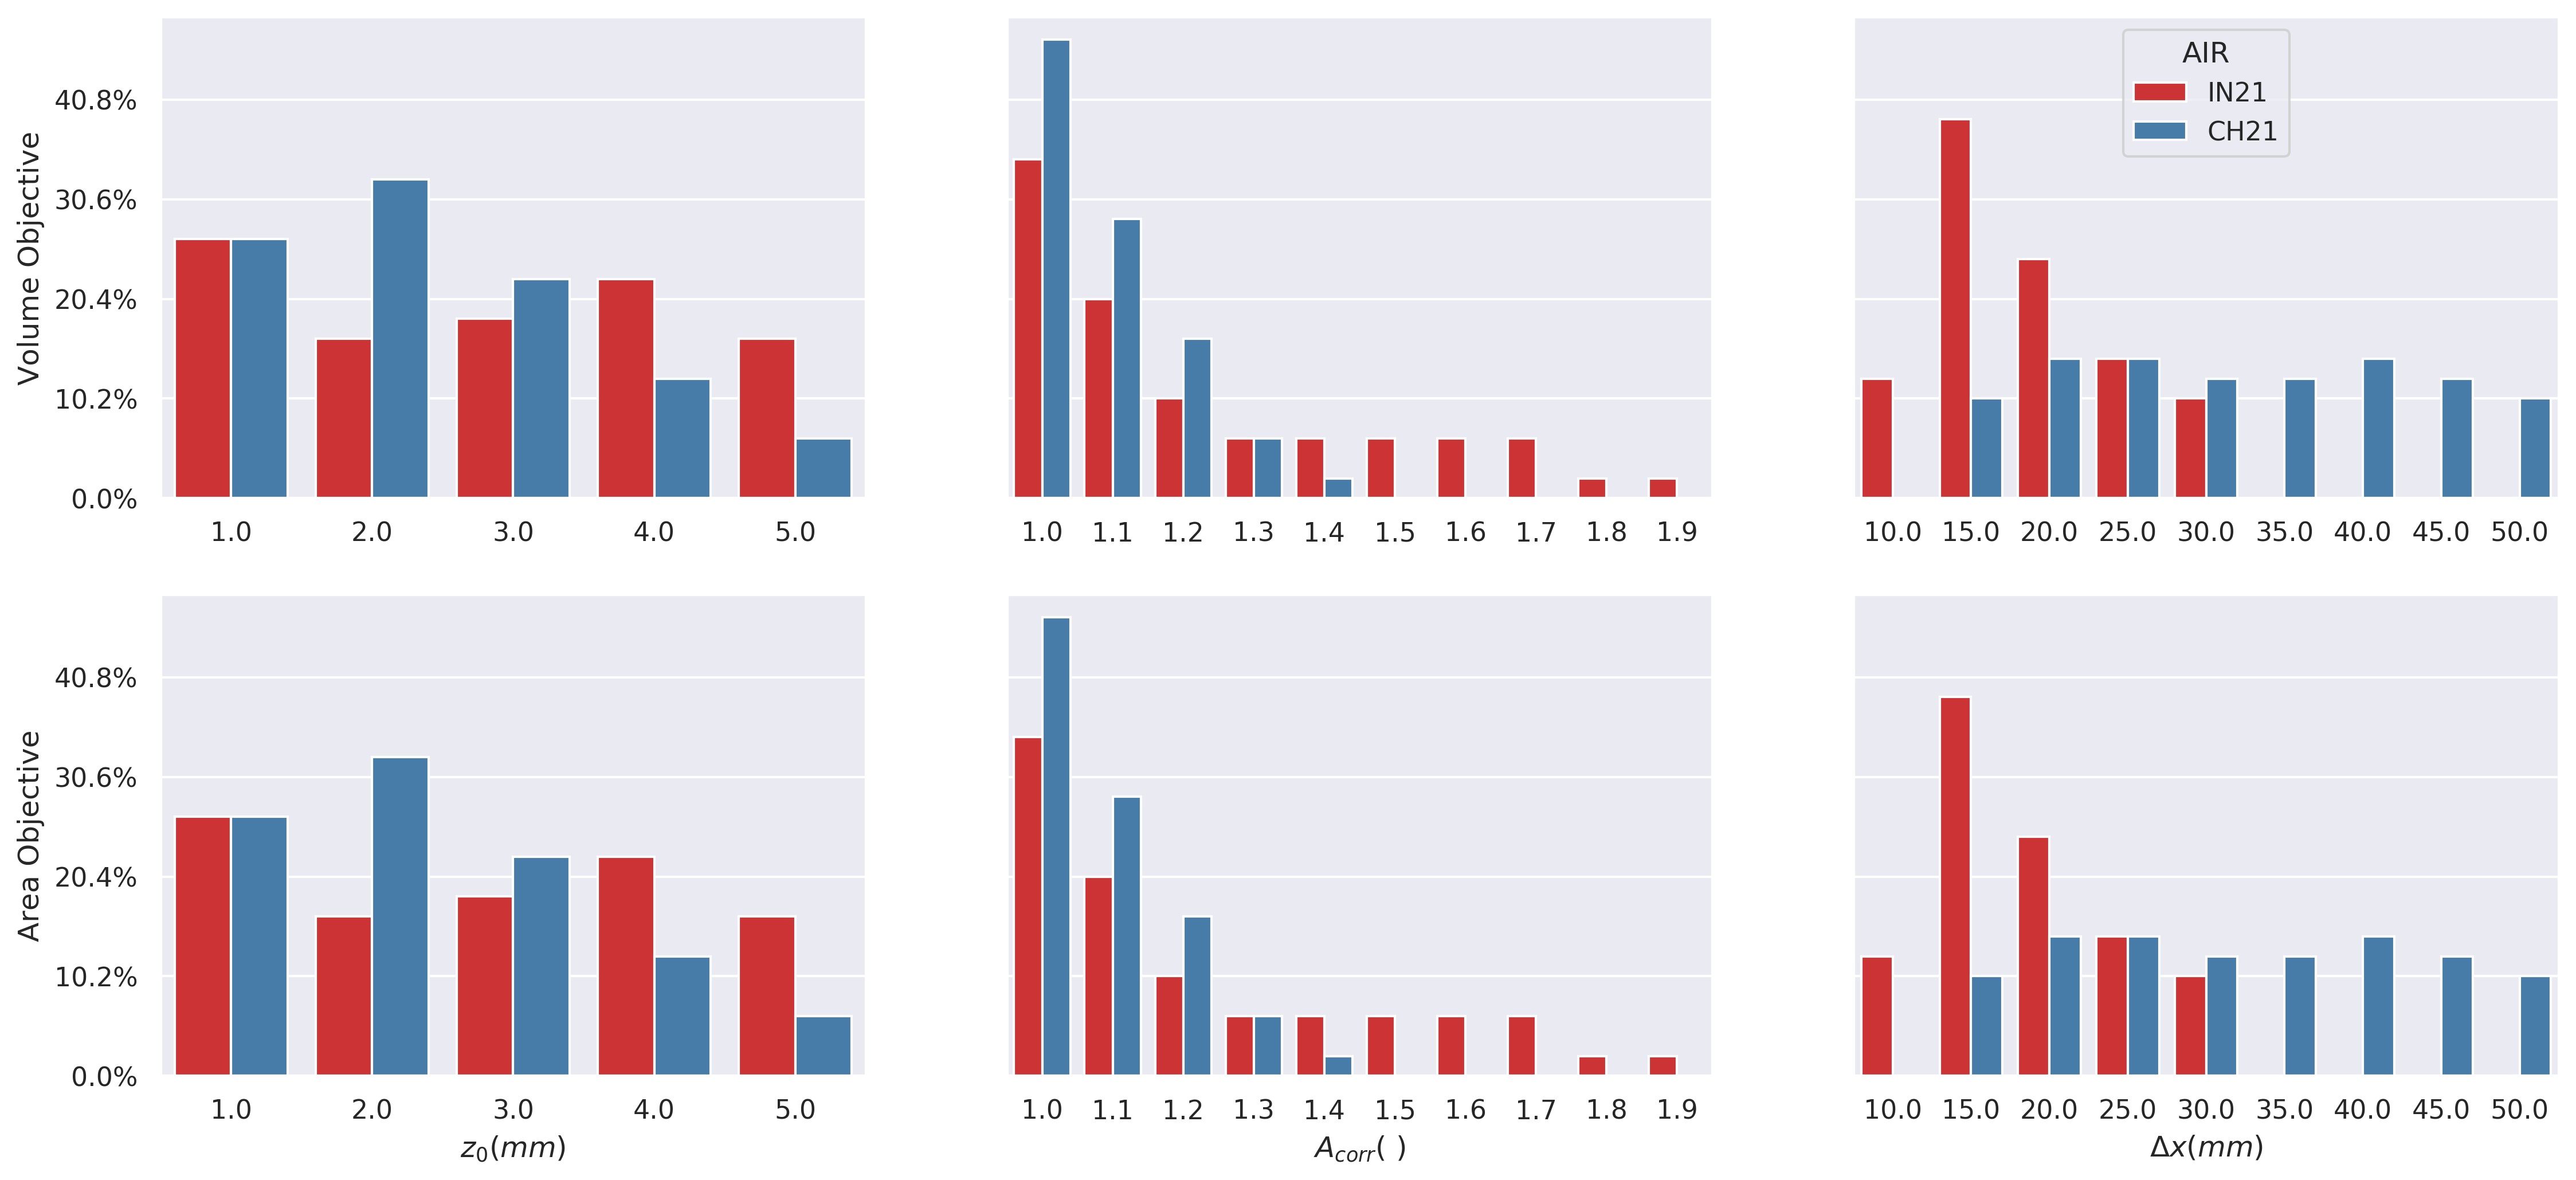 Volume Objective
40.8%
30.6%
20.4%
10.2%
0.0%
1.0 2.0 3.0 4.0 5.0
1.0 1.1 1.2 1.3 1.4 1.5 1.6 1.7 1.8 1.9
AIR
IN21
CH21
10.0 15.0 20.0 25.0 30.0 35.0 40.0 45.0 50.0
Area Objective
40.8%
30.6%
20.4%
10.2%
0.0%
1.0 2.0 3.0 4.0 5.0
z₀(mm)
1.0 1.1 1.2 1.3 1.4 1.5 1.6 1.7 1.8 1.9
A_corr( )
10.0 15.0 20.0 25.0 30.0 35.0 40.0 45.0 50.0
Δx(mm)